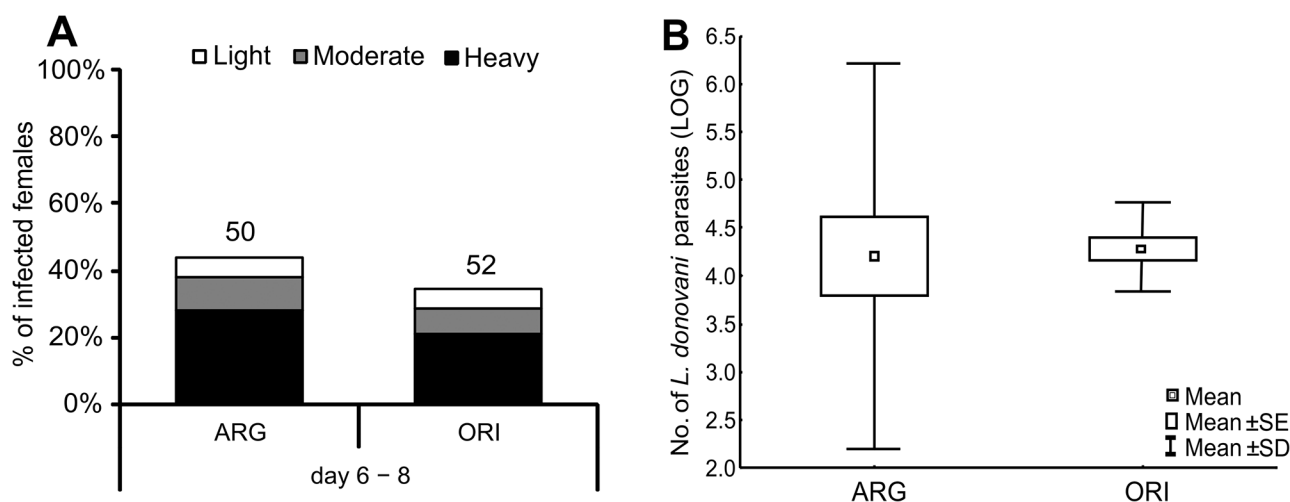 A
Light Moderate Heavy
100%
80%
60%
40%
20%
0%
% of infected females
50
52
ARG ORI
day 6 – 8
B
6.5
6.0
5.5
5.0
4.5
4.0
3.5
3.0
2.5
2.0
No. of L. donovani parasites (LOG)
Mean
Mean ±SE
Mean ±SD
ARG ORI